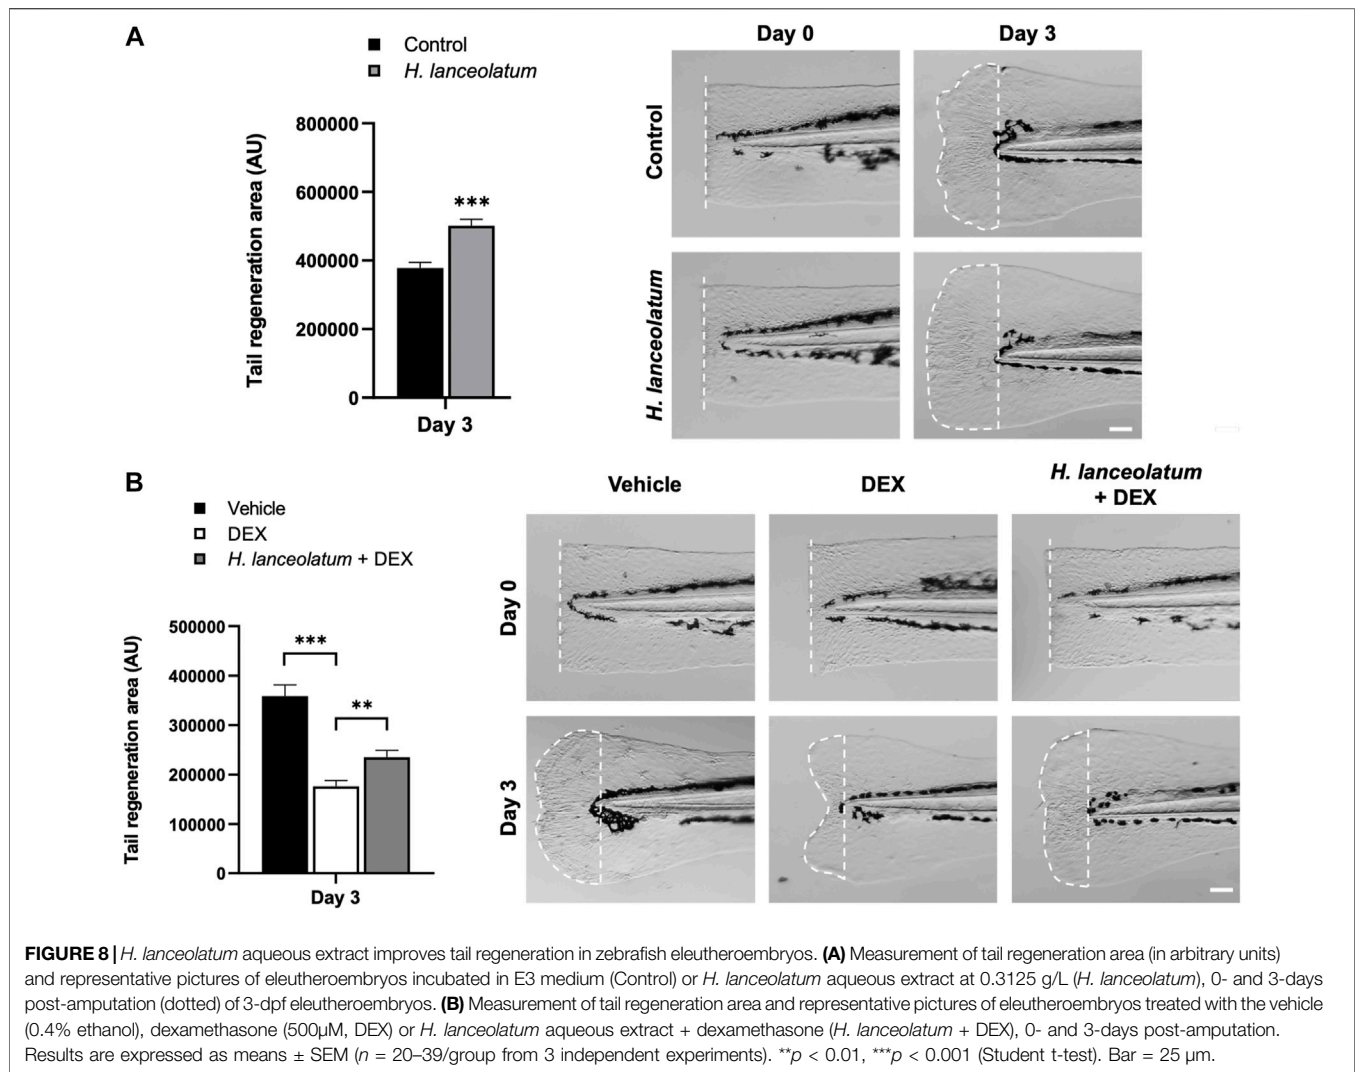 A
Control
H. lanceolatum
Tail regeneration area (AU)
800000
600000
400000
200000
0
***
Day 3
Day 0
Day 3
Control
H. lanceolatum
B
Vehicle
DEX
H. lanceolatum + DEX
Tail regeneration area (AU)
500000
400000
300000
200000
100000
0
***
**
Day 3
Vehicle
DEX
H. lanceolatum
+ DEX
Day 0
Day 3
FIGURE 8 | H. lanceolatum aqueous extract improves tail regeneration in zebrafish eleutheroembryos. (A) Measurement of tail regeneration area (in arbitrary units)
and representative pictures of eleutheroembryos incubated in E3 medium (Control) or H. lanceolatum aqueous extract at 0.3125 g/L (H. lanceolatum), 0- and 3-days
post-amputation (dotted) of 3-dpf eleutheroembryos. (B) Measurement of tail regeneration area and representative pictures of eleutheroembryos treated with the vehicle
(0.4% ethanol), dexamethasone (500µM, DEX) or H. lanceolatum aqueous extract + dexamethasone (H. lanceolatum + DEX), 0- and 3-days post-amputation.
Results are expressed as means ± SEM (n = 20–39/group from 3 independent experiments). **p < 0.01, ***p < 0.001 (Student t-test). Bar = 25 µm.